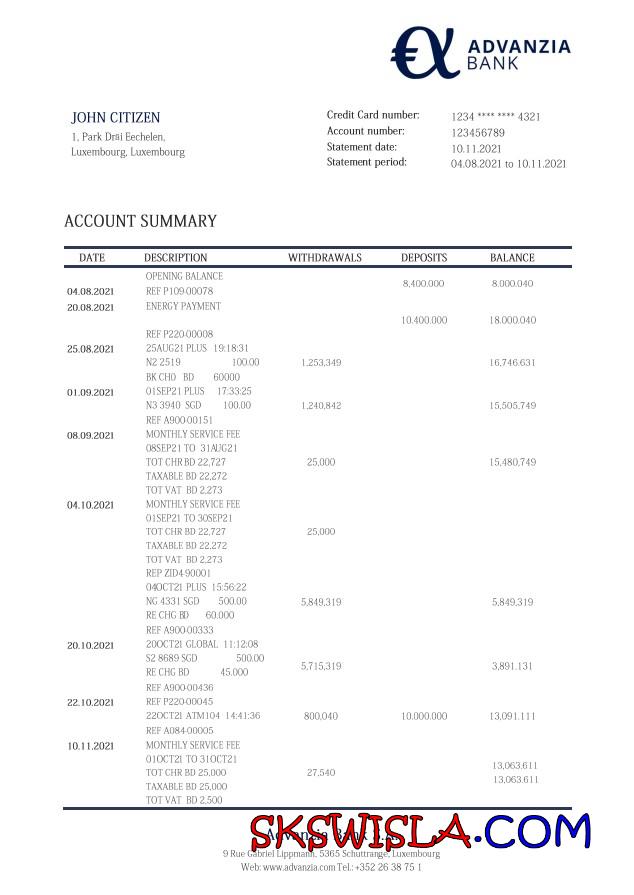 €α ADVANZIA
BANK
JOHN CITIZEN
1, Park Drăi Eechelen,
Luxembourg, Luxembourg
Credit Card number: 1234 **** **** 4321
Account number: 123456789
Statement date: 10.11.2021
Statement period: 04.08.2021 to 10.11.2021
ACCOUNT SUMMARY
DATE DESCRIPTION WITHDRAWALS DEPOSITS BALANCE
OPENING BALANCE
8,400.000 8.000.040
04.08.2021 REF P109-00078
20.08.2021 ENERGY PAYMENT
10.400.000 18.000.040
REF P220-00008
25.08.2021 25AUG21 PLUS 19:18:31
N2 2519 100.00 1,253,349 16,746.631
BK CHO BD 60000
01.09.2021 01SEP21 PLUS 17:33:25
N3 3940 SGD 100.00 1,240,842 15,505,749
REF A900-00151
08.09.2021 MONTHLY SERVICE FEE
08SEP21 TO 31AUG21
TOT CHR BD 22,727 25,000 15,480,749
TAXABLE BD 22,272
TOT VAT BD 2,273
04.10.2021 MONTHLY SERVICE FEE
01SEP21 TO 30SEP21
TOT CHR BD 22,727 25,000
TAXABLE BD 22,272
TOT VAT BD 2,273
REP ZID4-90001
04OCT21 PLUS 15:56:22
NG 4331 SGD 500.00 5,849,319 5,849,319
RE CHG BD 60.000
REF A900-00333
20.10.2021 20OCT21 GLOBAL 11:12:08
S2 8689 SGD 500.00
5,715,319 3,891.131
RE CHG BD 45.000
REF A900-00436
22.10.2021 REF P220-00045
22OCT21 ATM104 14:41:36 800,040 10.000.000 13,091.111
REF A084-00005
10.11.2021 MONTHLY SERVICE FEE
01OCT21 TO 31OCT21
13,063.611
TOT CHR BD 25,000 27,540
13,063.611
TAXABLE BD 25,000
TOT VAT BD 2,500
SKSWISLA.COM
Advanzia Bank S.A.
9 Rue Gabriel Lippmann, 5365 Schuttrange, Luxembourg
Web: www.advanzia.com Tel.: +352 26 38 75 1